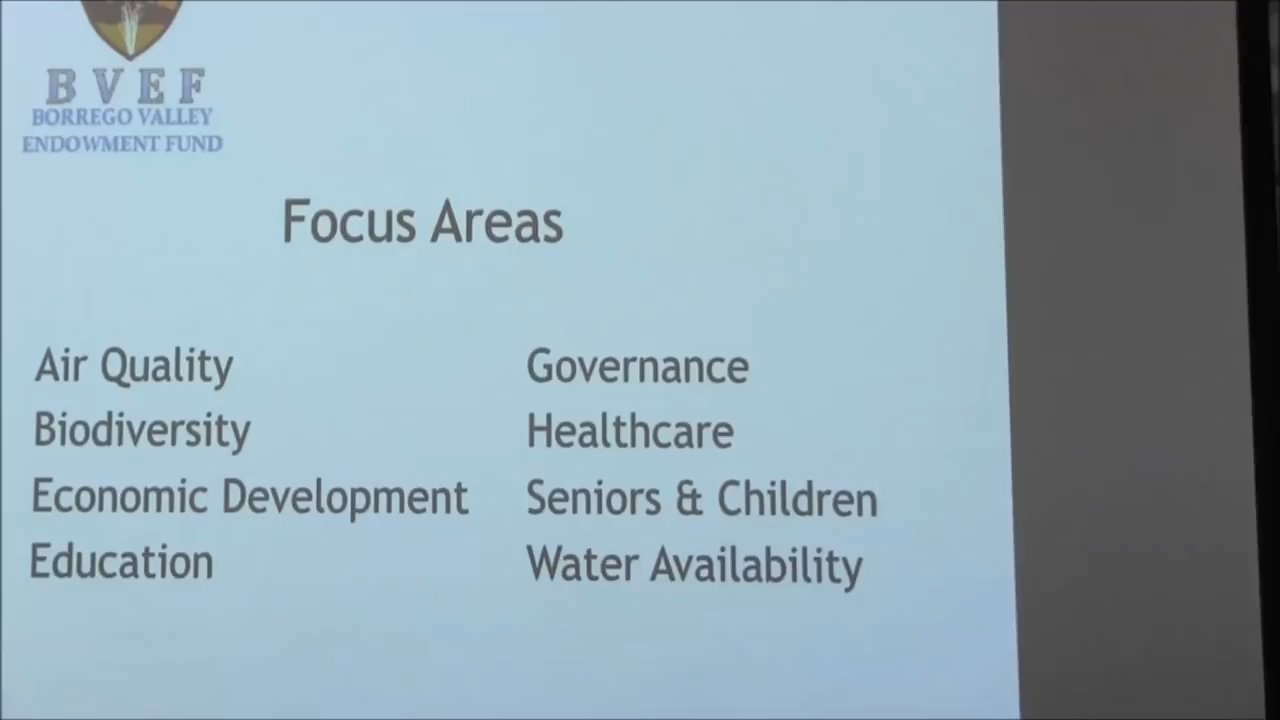 BVEF
BORREGO VALLEY
ENDOWMENT FUND
Focus Areas
Air Quality
Biodiversity
Economic Development
Education
Governance
Healthcare
Seniors & Children
Water Availability